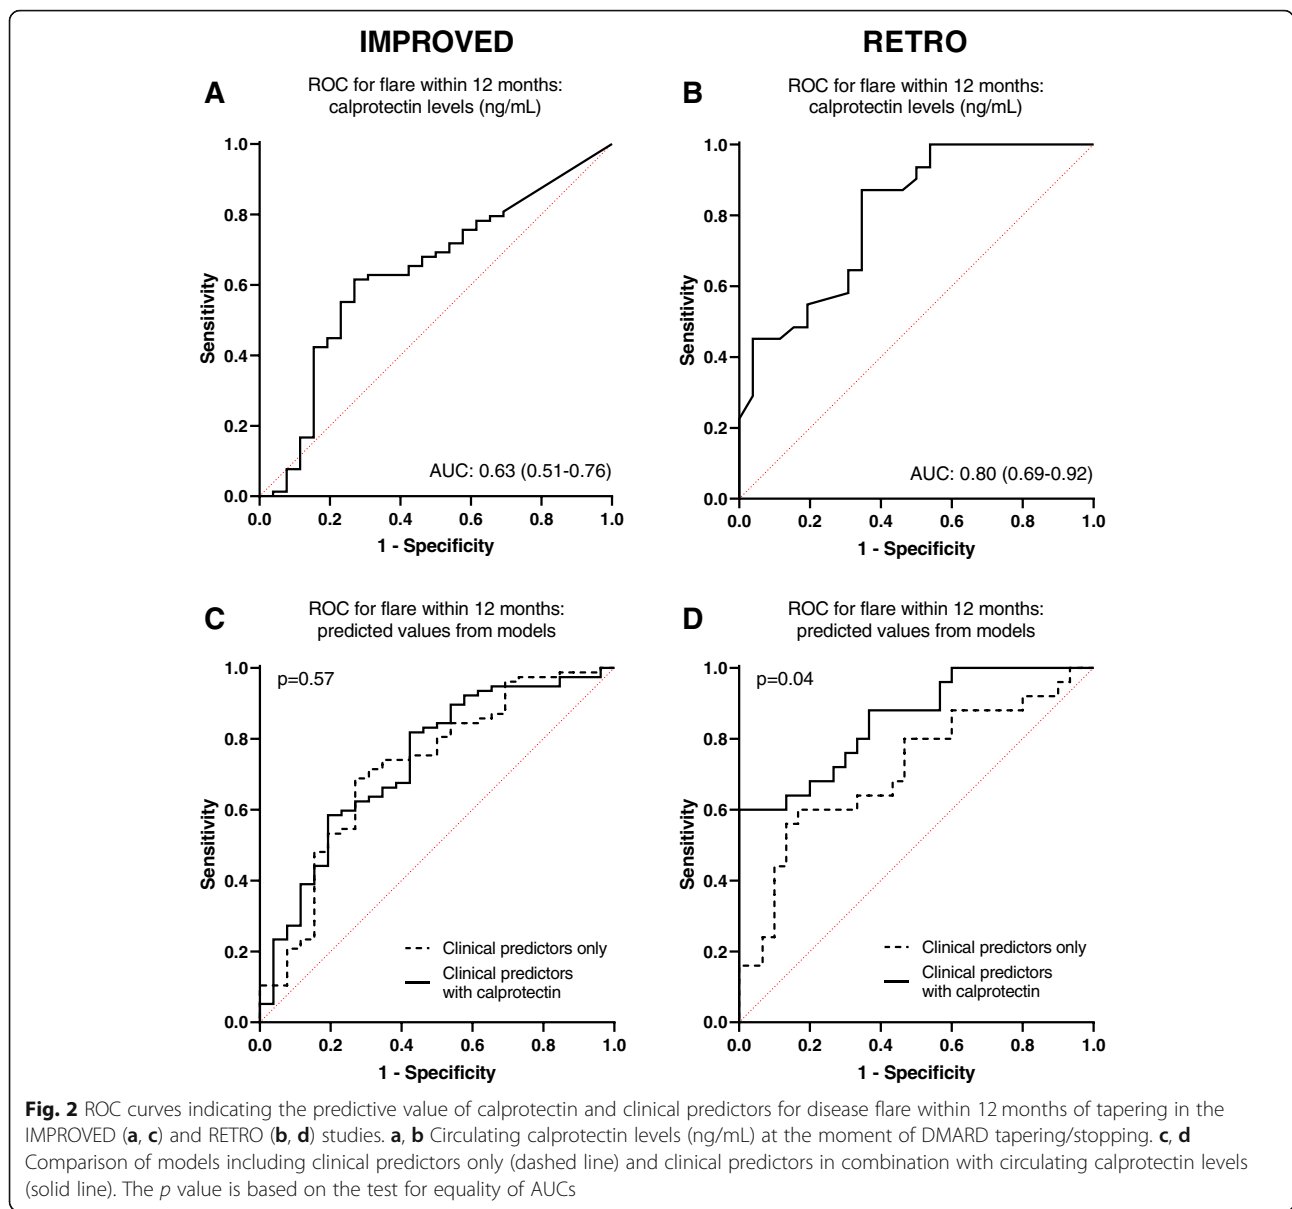 IMPROVED
RETRO
A
ROC for flare within 12 months:
calprotectin levels (ng/mL)
1.0
0.8
0.6
0.4
0.2
0.0
Sensitivity
AUC: 0.63 (0.51-0.76)
0.0 0.2 0.4 0.6 0.8 1.0
1 - Specificity
B
ROC for flare within 12 months:
calprotectin levels (ng/mL)
1.0
0.8
0.6
0.4
0.2
0.0
Sensitivity
AUC: 0.80 (0.69-0.92)
0.0 0.2 0.4 0.6 0.8 1.0
1 - Specificity
C
ROC for flare within 12 months:
predicted values from models
1.0
0.8
0.6
0.4
0.2
0.0
Sensitivity
p=0.57
Clinical predictors only
Clinical predictors
with calprotectin
0.0 0.2 0.4 0.6 0.8 1.0
1 - Specificity
D
ROC for flare within 12 months:
predicted values from models
1.0
0.8
0.6
0.4
0.2
0.0
Sensitivity
p=0.04
Clinical predictors only
Clinical predictors
with calprotectin
0.0 0.2 0.4 0.6 0.8 1.0
1 - Specificity
Fig. 2 ROC curves indicating the predictive value of calprotectin and clinical predictors for disease flare within 12 months of tapering in the
IMPROVED (a, c) and RETRO (b, d) studies. a, b Circulating calprotectin levels (ng/mL) at the moment of DMARD tapering/stopping. c, d
Comparison of models including clinical predictors only (dashed line) and clinical predictors in combination with circulating calprotectin levels
(solid line). The p value is based on the test for equality of AUCs